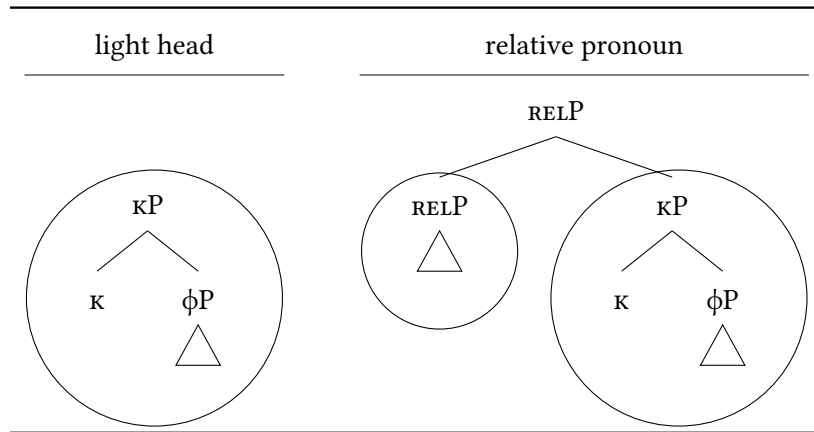 light head relative pronoun
RELP
κP RELP κP
κ ϕP κ ϕP